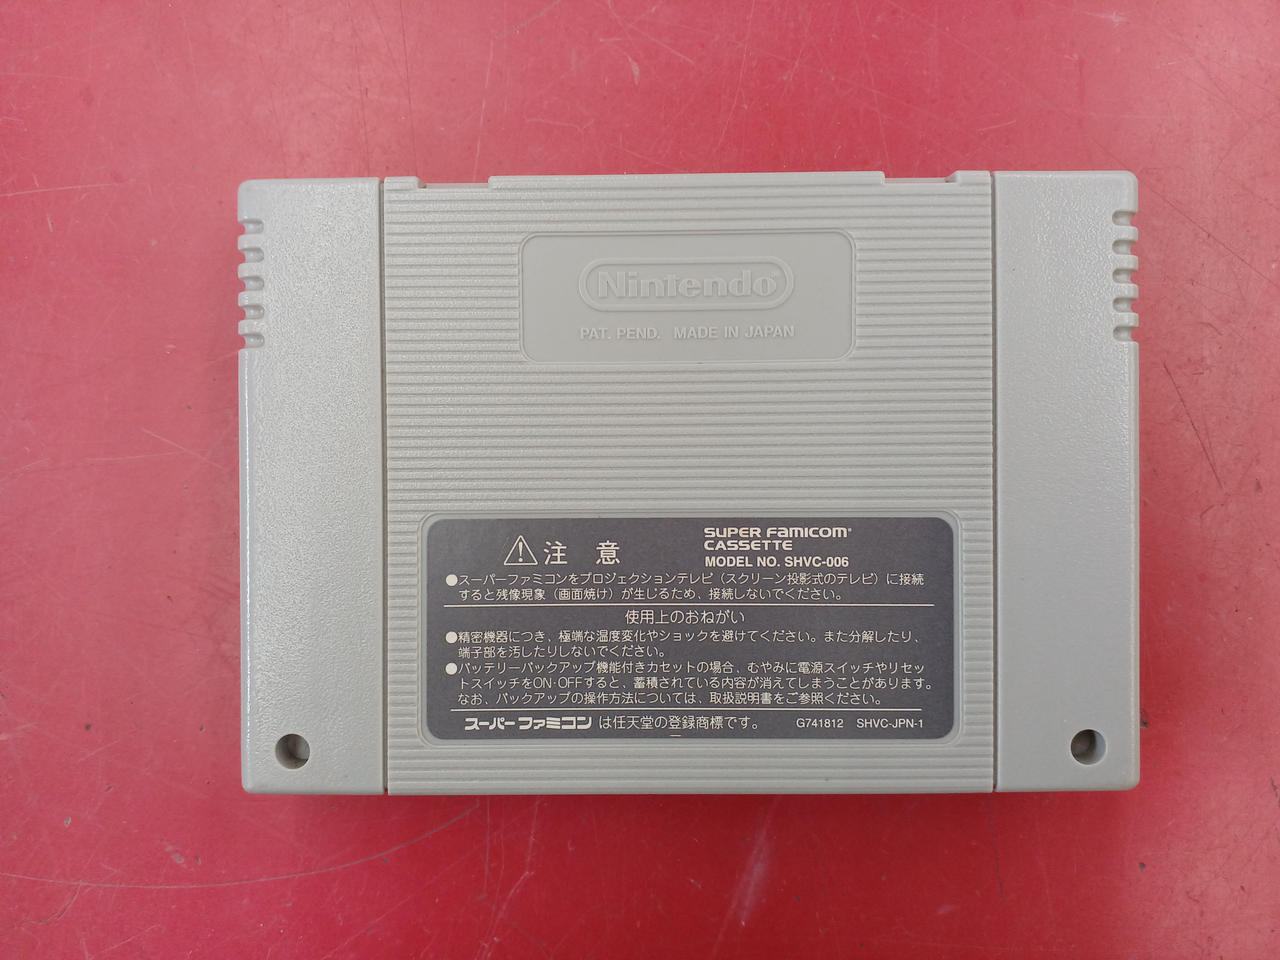 Nintendo
PAT. PEND. MADE IN JAPAN
注 意
SUPER FAMICOM
CASSETTE
MODEL NO. SHVC-006
●スーパーファミコンをプロジェクションテレビ（スクリーン投影式のテレビ）に接続
すると残像現象（画面焼け）が生じるため、接続しないでください。
使用上のおねがい
●精密機器につき、極端な温度変化やショックを避けてください。また分解したり、
端子部を汚したりしないでください。
●バッテリーバックアップ機能付きカセットの場合、むやみに電源スイッチやリセッ
トスイッチをON・OFFすると、蓄積されている内容が消えてしまうことがあります。
なお、バックアップの操作方法については、取扱説明書をご参照ください。
スーパーファミコンは任天堂の登録商標です。 G741812 SHVC-JPN-1